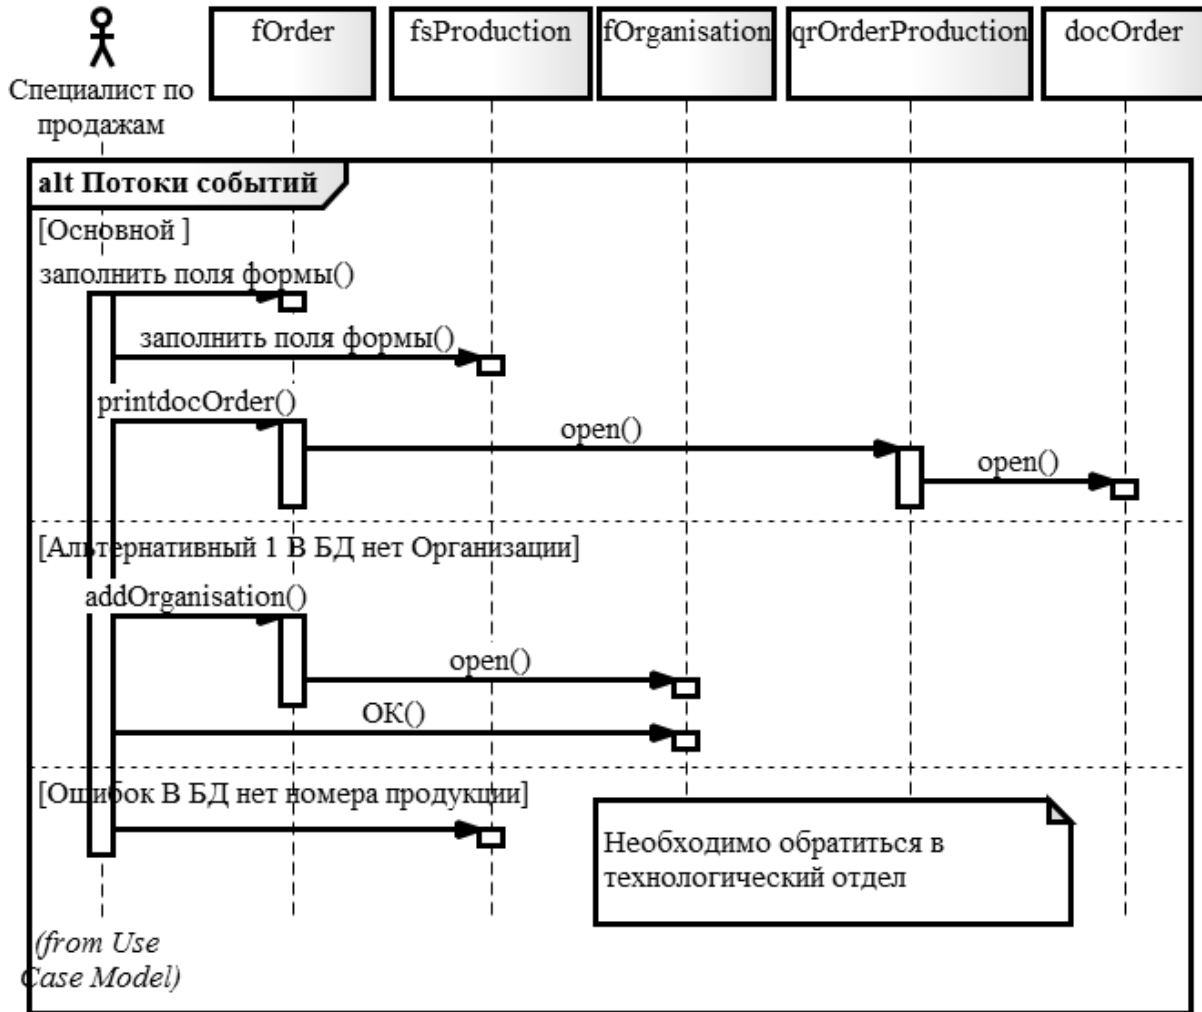 fOrder
fsProduction
fOrganisation
qrOrderProduction
docOrder
Специалист по
продажам
alt Потоки событий
[Основной ]
заполнить поля формы()
заполнить поля формы()
printdocOrder()
open()
open()
[Альтернативный 1 В БД нет Организации]
addOrganisation()
open()
ОК()
[Ошибок В БД нет номера продукции]
Необходимо обратиться в
технологический отдел
(from Use
Case Model)